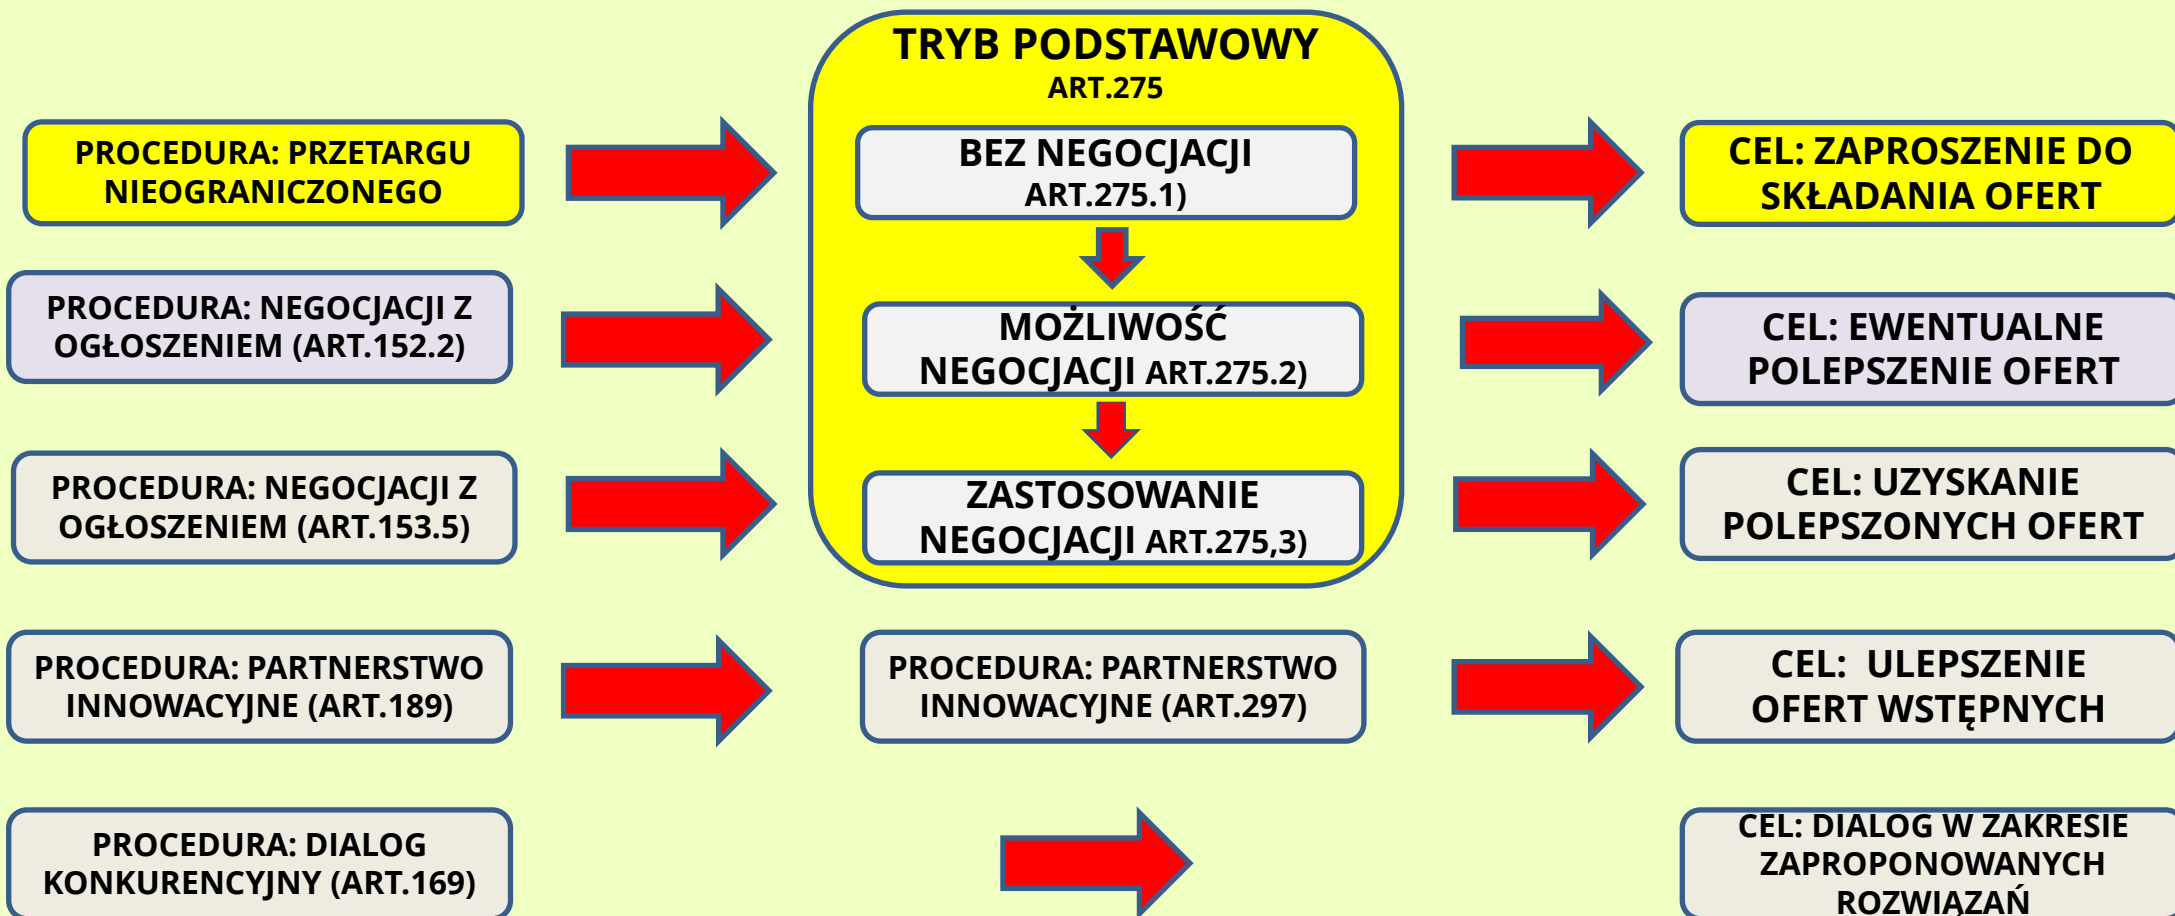 TRYB PODSTAWOWY
ART.275
PROCEDURA: PRZETARGU
NIEOGRANICZONEGO
BEZ NEGOCJACJI
ART.275.1)
CEL: ZAPROSZENIE DO
SKŁADANIA OFERT
PROCEDURA: NEGOCJACJI Z
OGŁOSZENIEM (ART.152.2)
MOŻLIWOŚĆ
NEGOCJACJI ART.275.2)
CEL: EWENTUALNE
POLEPSZENIE OFERT
PROCEDURA: NEGOCJACJI Z
OGŁOSZENIEM (ART.153.5)
ZASTOSOWANIE
NEGOCJACJI ART.275,3)
CEL: UZYSKANIE
POLEPSZONYCH OFERT
PROCEDURA: PARTNERSTWO
INNOWACYJNE (ART.189)
PROCEDURA: PARTNERSTWO
INNOWACYJNE (ART.297)
CEL: ULEPSZENIE
OFERT WSTĘPNYCH
PROCEDURA: DIALOG
KONKURENCYJNY (ART.169)
CEL: DIALOG W ZAKRESIE
ZAPROPONOWANYCH
ROZWIĄZAŃ